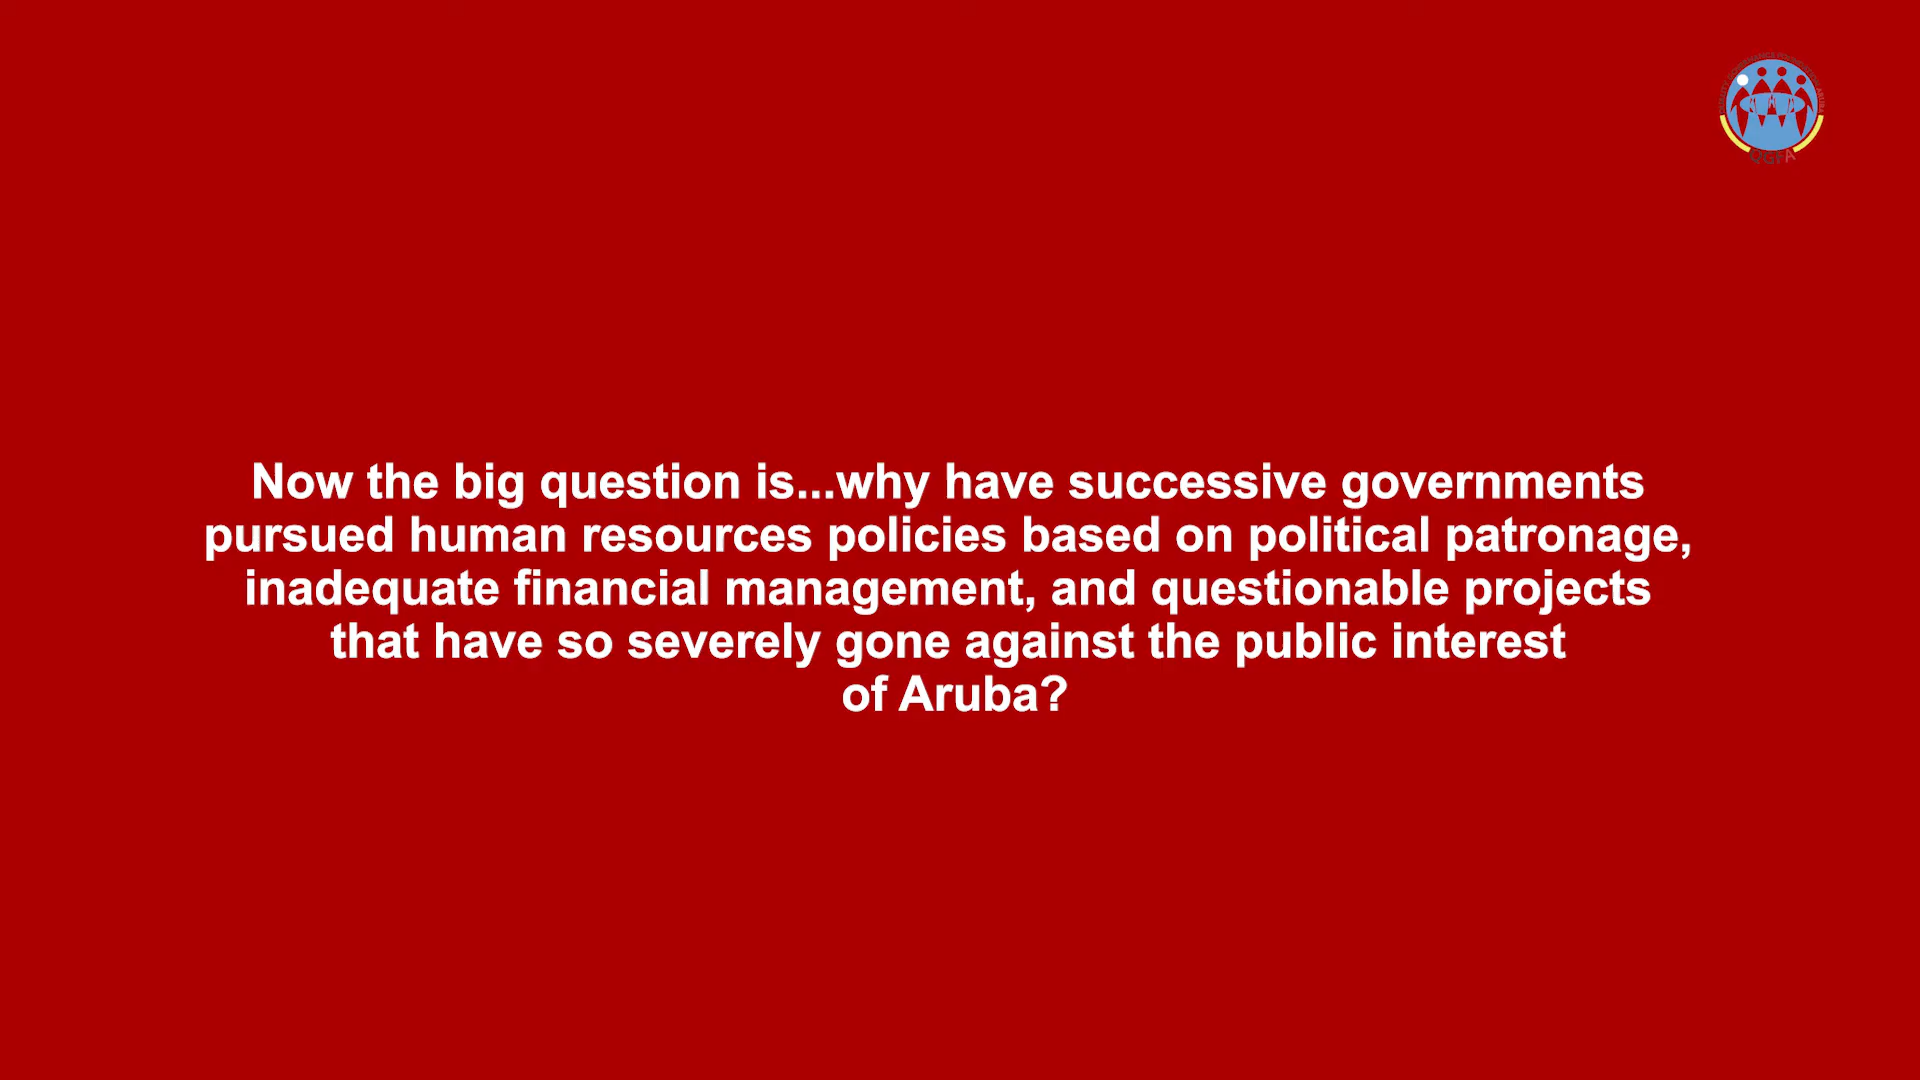 QGFA
Now the big question is...why have successive governments
pursued human resources policies based on political patronage,
inadequate financial management, and questionable projects
that have so severely gone against the public interest
of Aruba?